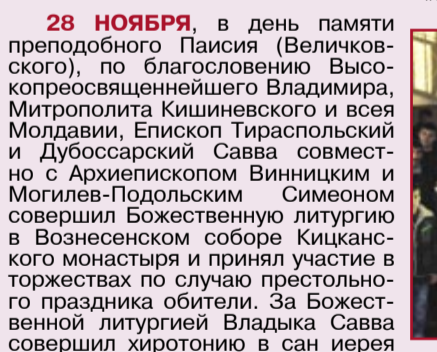 28 НОЯБРЯ, в день памяти
преподобного Паисия (Величков-
ского), по благословению Высо-
копреосвященнейшего Владимира,
Митрополита Кишиневского и всея
Молдавии, Епископ Тираспольский
и Дубоссарский Савва совмест-
но с Архиепископом Винницким и
Могилев-Подольским Симеоном
совершил Божественную литургию
в Вознесенском соборе Кицканс-
кого монастыря и принял участие в
торжествах по случаю престольно-
го праздника обители. За Божест-
венной литургией Владыка Савва
совершил хиротонию в сан иерея